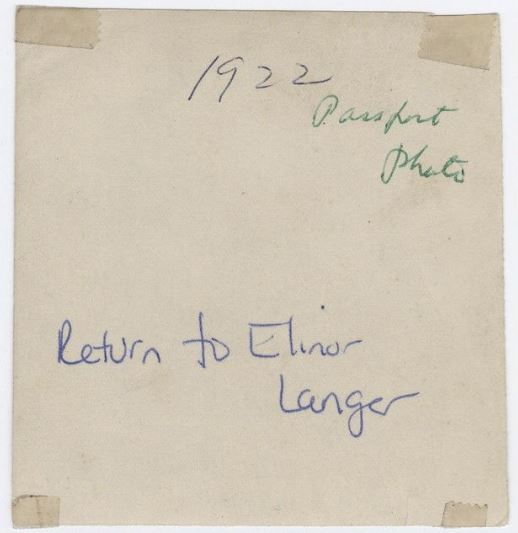 1922
Passport
Photo
Return to Elinor
Langer